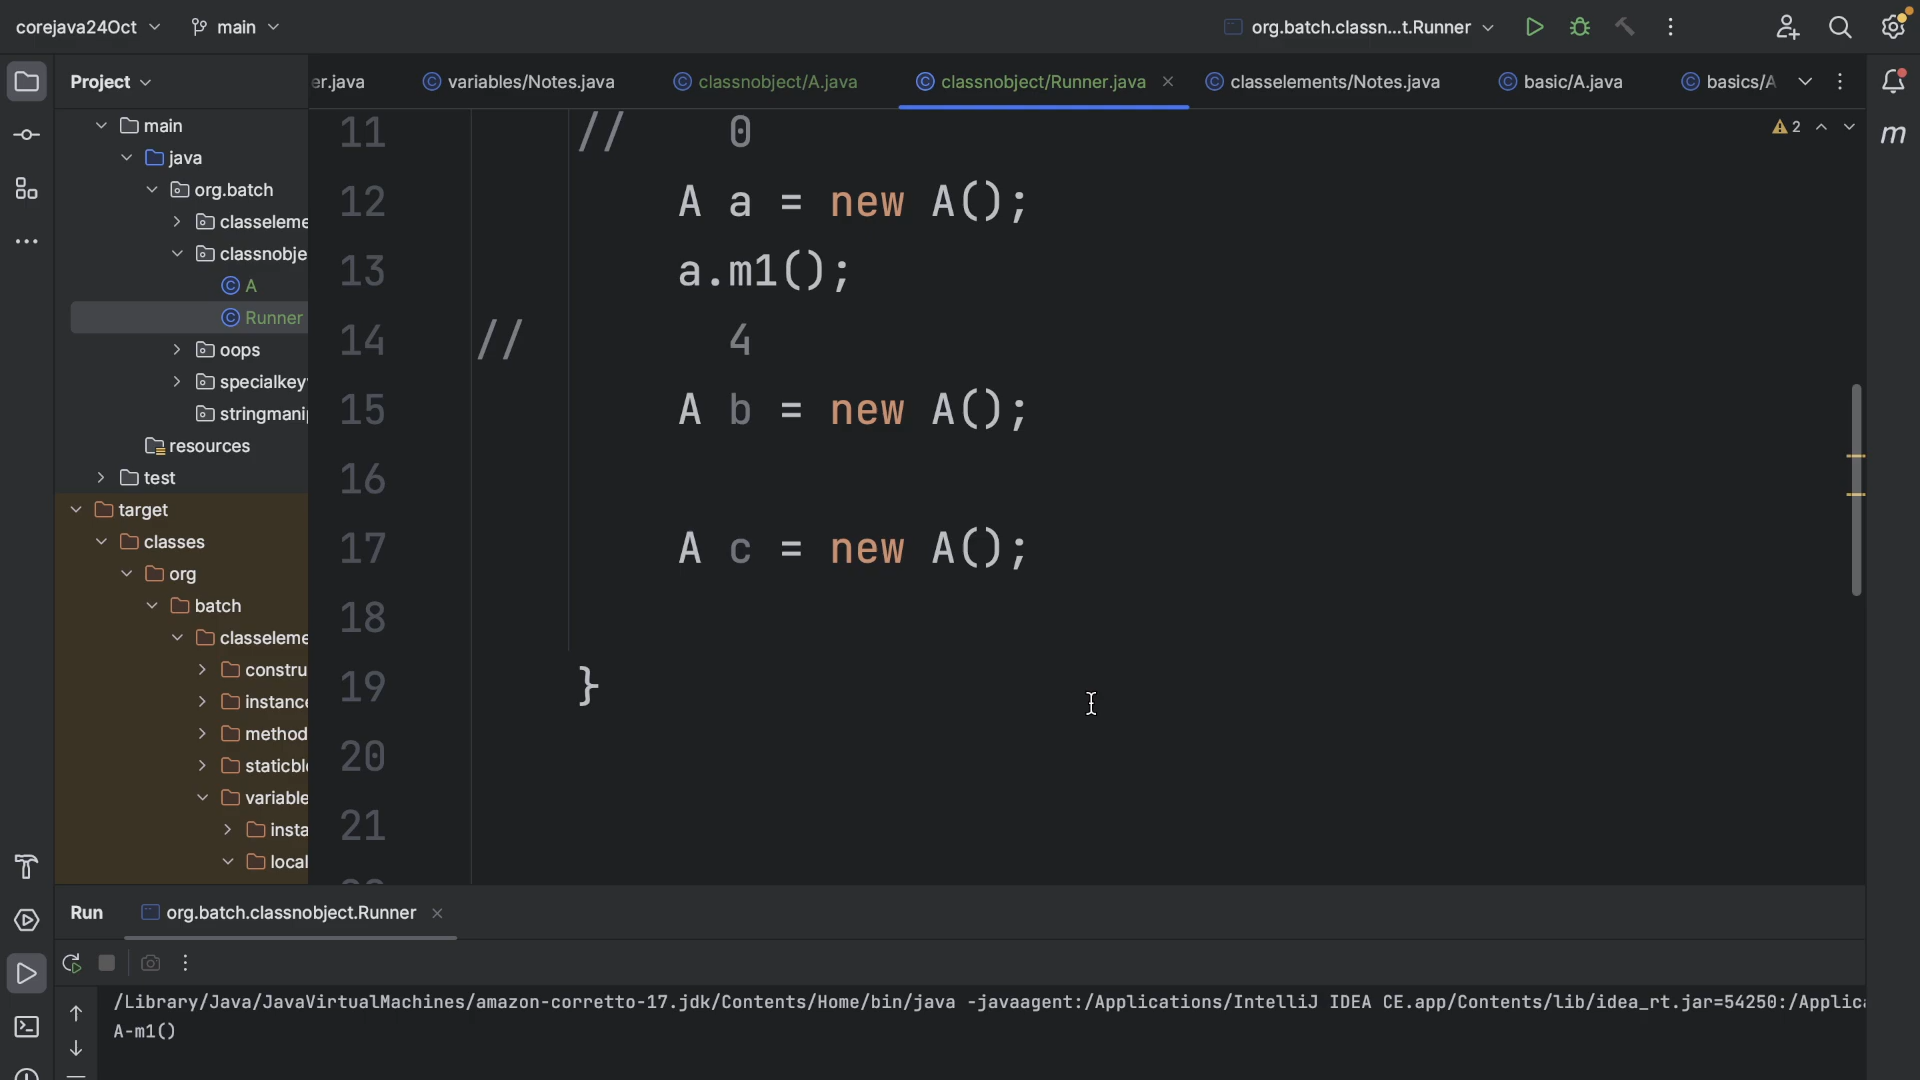 corejava24Oct main org.batch.classn...t.Runner
Project
er.java variables/Notes.java classnobject/A.java classnobject/Runner.java classelements/Notes.java basic/A.java basics/A
2
main
java
org.batch
classeleme
classnobje
A
Runner
oops
specialkey
stringmani
resources
test
target
classes
org
batch
classeleme
constru
instance
method
staticbl
variable
insta
local
11 // 0
12 A a = new A();
13 a.m1();
14 // 4
15 A b = new A();
16
17 A c = new A();
18
19 }
20
21
m
Run org.batch.classnobject.Runner
/Library/Java/JavaVirtualMachines/amazon-corretto-17.jdk/Contents/Home/bin/java -javaagent:/Applications/IntelliJ IDEA CE.app/Contents/lib/idea_rt.jar=54250:/Applica
A-m1()